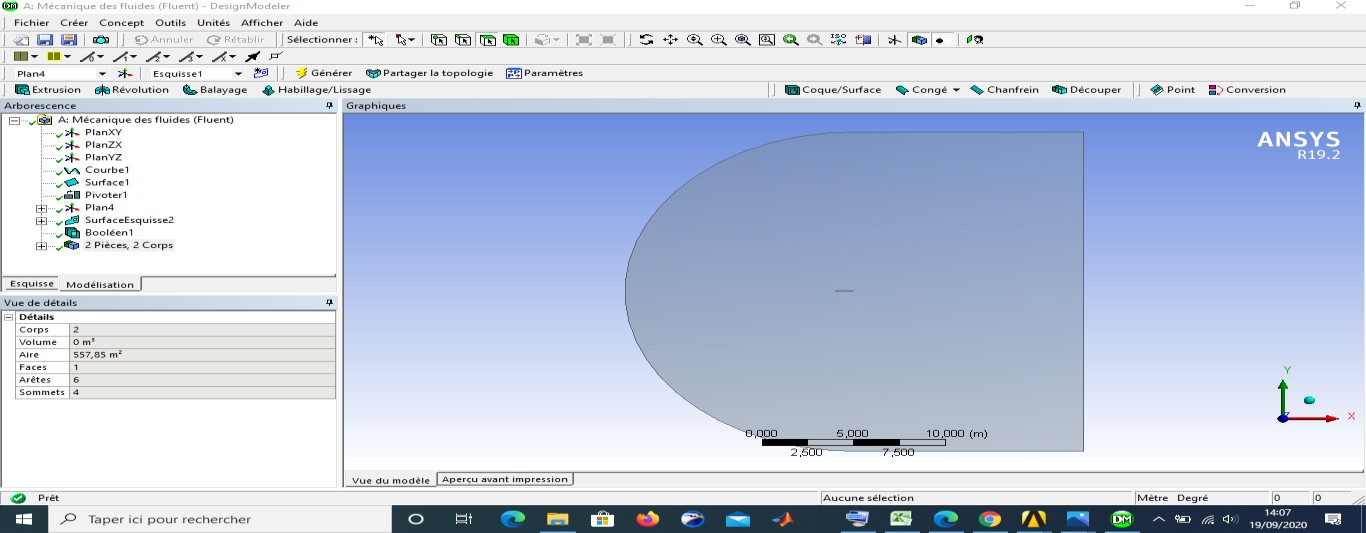 A: Mécanique des fluides (Fluent) - DesignModeler
Fichier Créer Concept Outils Unités Afficher Aide
Annuler Rétablir Sélectionner : ISO
Plan4 Esquisse1 Générer Partager la topologie Paramètres
Extrusion Révolution Balayage Habillage/Lissage Coque/Surface Congé Chanfrein Découper Point Conversion
Arborescence
A: Mécanique des fluides (Fluent)
PlanXY
PlanZX
PlanYZ
Courbe1
Surface1
Pivoter1
Plan4
SurfaceEsquisse2
Booléen1
2 Pièces, 2 Corps
Esquisse Modélisation
Vue de détails
Détails
Corps 2
Volume 0 m³
Aire 557,85 m²
Faces 1
Arêtes 6
Sommets 4
Graphiques
ANSYS
R19.2
0,000 5,000 10,000 (m)
2,500 7,500
Y
X
Vue du modèle Aperçu avant impression
Prêt Aucune sélection Mètre Degré 0 0
Taper ici pour rechercher
DM
14:07
19/09/2020